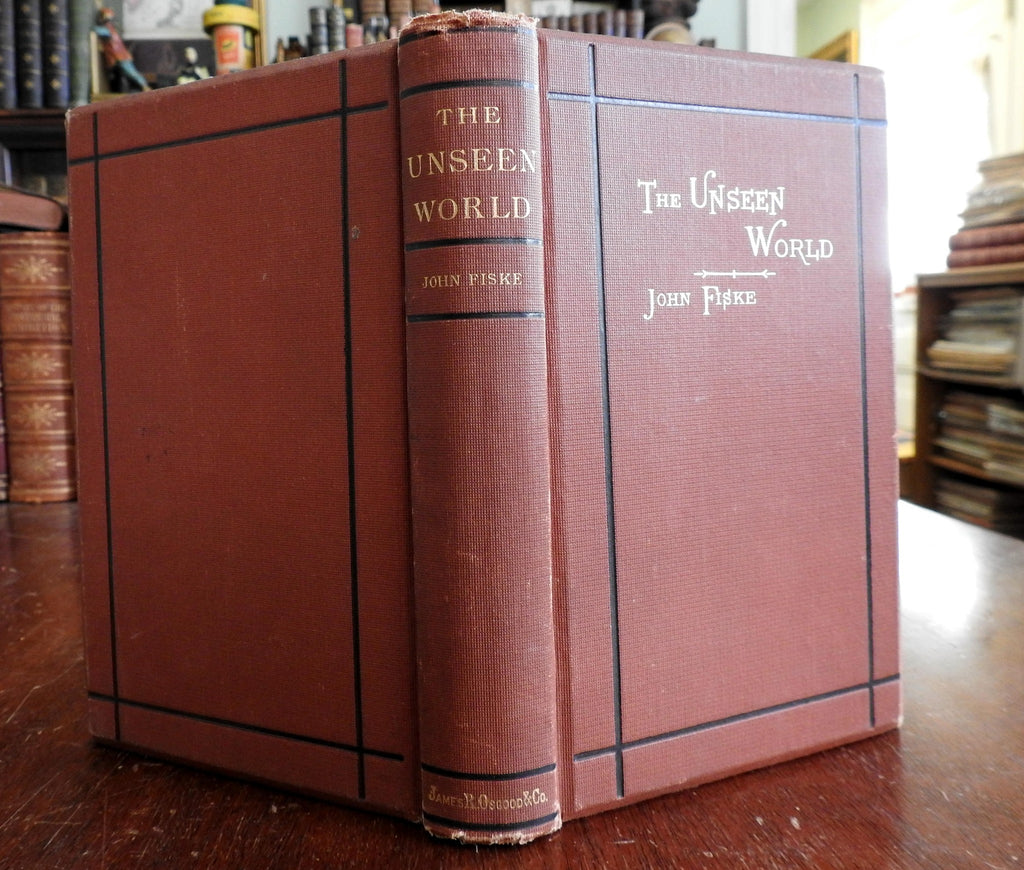 THE
UNSEEN
WORLD
JOHN FISKE
JAMES R. OSGOOD & CO.
THE UNSEEN
WORLD
JOHN FISKE